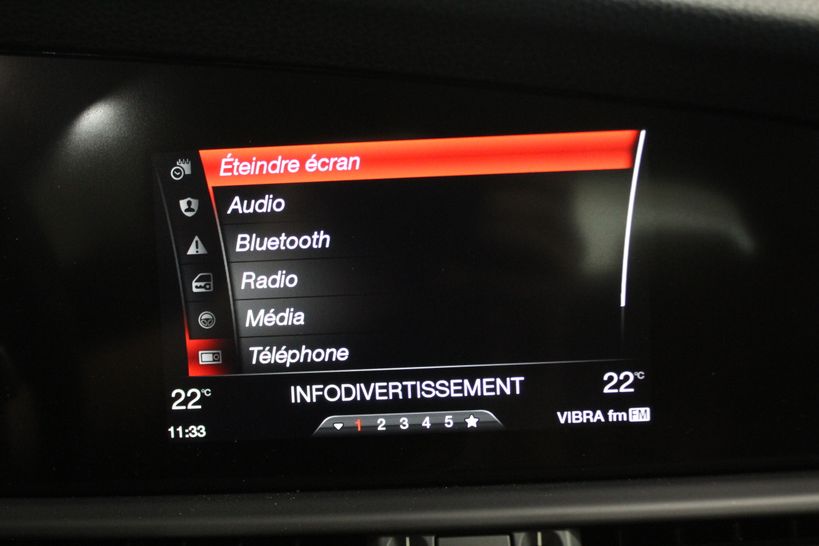 Éteindre écran
Audio
Bluetooth
Radio
Média
Téléphone
22°C INFODIVERTISSEMENT 22°C
11:33 1 2 3 4 5 VIBRA fm FM